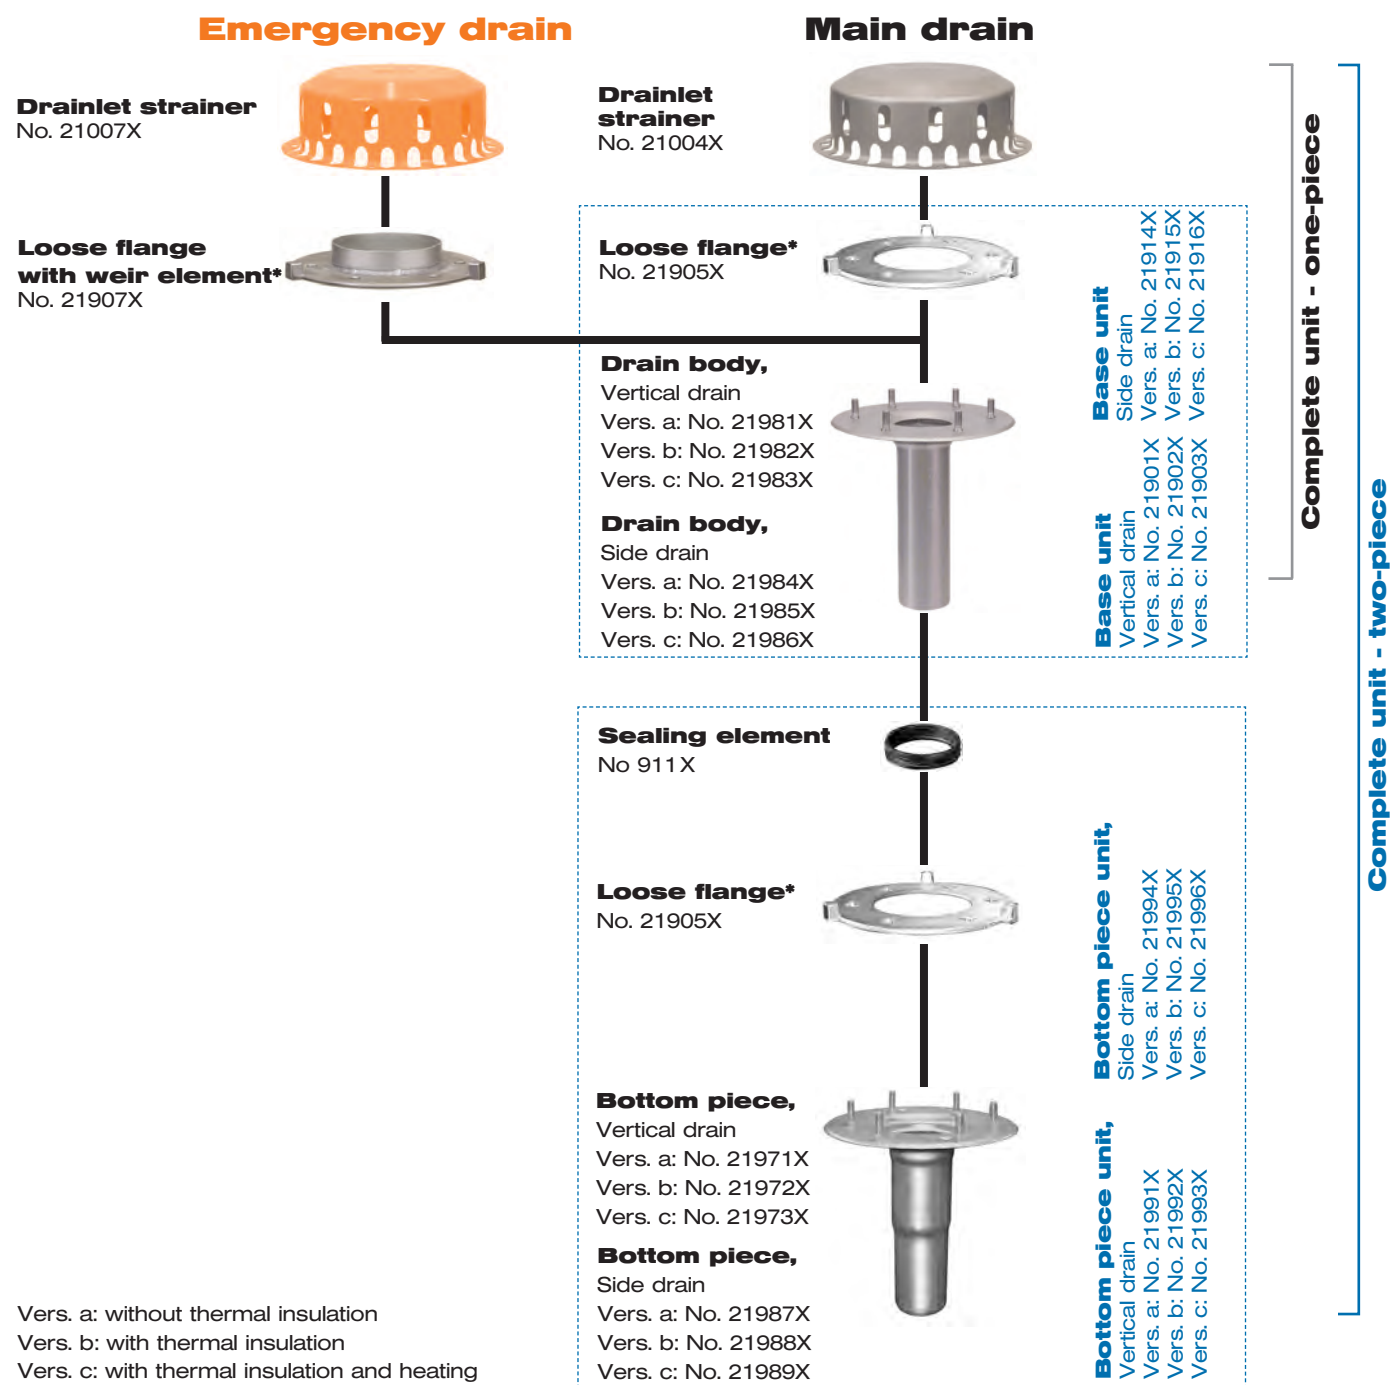 Emergency drain
Main drain
Drainlet strainer
No. 21007X
Drainlet
strainer
No. 21004X
Loose flange
with weir element*
No. 21907X
Loose flange*
No. 21905X
Drain body,
Vertical drain
Vers. a: No. 21981X
Vers. b: No. 21982X
Vers. c: No. 21983X
Drain body,
Side drain
Vers. a: No. 21984X
Vers. b: No. 21985X
Vers. c: No. 21986X
Base unit
Side drain
Vers. a: No. 21914X
Vers. b: No. 21915X
Vers. c: No. 21916X
Base unit
Vertical drain
Vers. a: No. 21901X
Vers. b: No. 21902X
Vers. c: No. 21903X
Complete unit - one-piece
Complete unit - two-piece
Sealing element
No 911X
Loose flange*
No. 21905X
Bottom piece,
Vertical drain
Vers. a: No. 21971X
Vers. b: No. 21972X
Vers. c: No. 21973X
Bottom piece,
Side drain
Vers. a: No. 21987X
Vers. b: No. 21988X
Vers. c: No. 21989X
Bottom piece unit,
Side drain
Vers. a: No. 21994X
Vers. b: No. 21995X
Vers. c: No. 21996X
Bottom piece unit,
Vertical drain
Vers. a: No. 21991X
Vers. b: No. 21992X
Vers. c: No. 21993X
Vers. a: without thermal insulation
Vers. b: with thermal insulation
Vers. c: with thermal insulation and heating